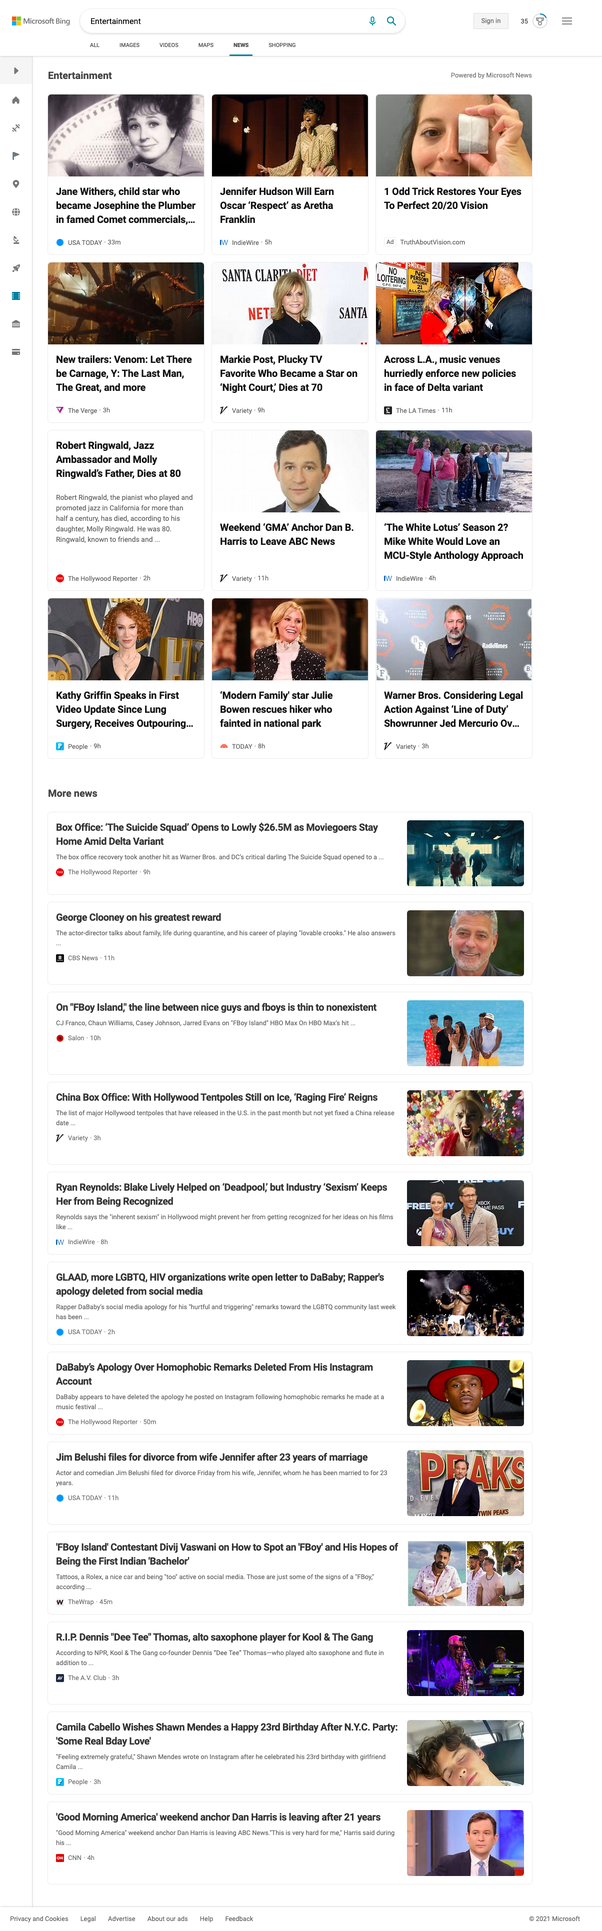 Microsoft Bing
Entertainment
Sign in
35
ALL
IMAGES
VIDEOS
MAPS
NEWS
SHOPPING
Entertainment
Powered by Microsoft News
Jane Withers, child star who
became Josephine the Plumber
in famed Comet commercials,...
USA TODAY · 33m
Jennifer Hudson Will Earn
Oscar ‘Respect’ as Aretha
Franklin
IW IndieWire · 5h
1 Odd Trick Restores Your Eyes
To Perfect 20/20 Vision
Ad TruthAboutVision.com
New trailers: Venom: Let There
be Carnage, Y: The Last Man,
The Great, and more
The Verge · 3h
SANTA CLARITA DIET
Markie Post, Plucky TV
Favorite Who Became a Star on
‘Night Court,’ Dies at 70
Variety · 9h
NO
LOITERING
Across L.A., music venues
hurriedly enforce new policies
in face of Delta variant
The LA Times · 11h
Robert Ringwald, Jazz
Ambassador and Molly
Ringwald’s Father, Dies at 80
Robert Ringwald, the pianist who played and
promoted jazz in California for more than
half a century, has died, according to his
daughter, Molly Ringwald. He was 80.
Ringwald, known to friends and ...
The Hollywood Reporter · 2h
Weekend ‘GMA’ Anchor Dan B.
Harris to Leave ABC News
Variety · 11h
‘The White Lotus’ Season 2?
Mike White Would Love an
MCU-Style Anthology Approach
IW IndieWire · 4h
HBO
Kathy Griffin Speaks in First
Video Update Since Lung
Surgery, Receives Outpouring...
People · 9h
‘Modern Family’ star Julie
Bowen rescues hiker who
fainted in national park
TODAY · 8h
Warner Bros. Considering Legal
Action Against ‘Line of Duty’
Showrunner Jed Mercurio Ov...
Variety · 3h
More news
Box Office: ‘The Suicide Squad’ Opens to Lowly $26.5M as Moviegoers Stay
Home Amid Delta Variant
The box office recovery took another hit as Warner Bros. and DC’s critical darling The Suicide Squad opened to a ...
The Hollywood Reporter · 9h
George Clooney on his greatest reward
The actor-director talks about family, life during quarantine, and his career of playing "lovable crooks." He also answers
...
CBS News · 11h
On "FBoy Island," the line between nice guys and fboys is thin to nonexistent
CJ Franco, Chaun Williams, Casey Johnson, Jarred Evans on "FBoy Island" HBO Max On HBO Max’s hit ...
Salon · 10h
China Box Office: With Hollywood Tentpoles Still on Ice, ‘Raging Fire’ Reigns
The list of major Hollywood tentpoles that have released in the U.S. in the past month but not yet fixed a China release
date ...
Variety · 3h
Ryan Reynolds: Blake Lively Helped on ‘Deadpool,’ but Industry ‘Sexism’ Keeps
Her from Being Recognized
Reynolds says the "inherent sexism" in Hollywood might prevent her from getting recognized for her ideas on his films
like ...
IW IndieWire · 8h
GLAAD, more LGBTQ, HIV organizations write open letter to DaBaby; Rapper's
apology deleted from social media
Rapper DaBaby's social media apology for his "hurtful and triggering" remarks toward the LGBTQ community last week
has been ...
USA TODAY · 2h
DaBaby’s Apology Over Homophobic Remarks Deleted From His Instagram
Account
DaBaby appears to have deleted the apology he posted on Instagram following homophobic remarks he made at a
music festival ...
The Hollywood Reporter · 50m
Jim Belushi files for divorce from wife Jennifer after 23 years of marriage
Actor and comedian Jim Belushi filed for divorce Friday from his wife, Jennifer, whom he has been married to for 23
years.
USA TODAY · 11h
PEAKS
TWIN PEAKS
'FBoy Island' Contestant Divij Vaswani on How to Spot an 'FBoy' and His Hopes of
Being the First Indian 'Bachelor'
Tattoos, a Rolex, a nice car and being "too" active on social media. Those are just some of the signs of a "FBoy,"
according ...
TheWrap · 45m
R.I.P. Dennis "Dee Tee" Thomas, alto saxophone player for Kool & The Gang
According to NPR, Kool & The Gang co-founder Dennis "Dee Tee" Thomas—who played alto saxophone and flute in
addition to ...
The A.V. Club · 3h
Camila Cabello Wishes Shawn Mendes a Happy 23rd Birthday After N.Y.C. Party:
'Some Real Bday Love'
"Feeling extremely grateful," Shawn Mendes wrote on Instagram after he celebrated his 23rd birthday with girlfriend
Camila ...
People · 3h
'Good Morning America' weekend anchor Dan Harris is leaving after 21 years
"Good Morning America" weekend anchor Dan Harris is leaving ABC News."This is very hard for me," Harris said during
his ...
CNN · 4h
Privacy and Cookies
Legal
Advertise
About our ads
Help
Feedback
© 2021 Microsoft